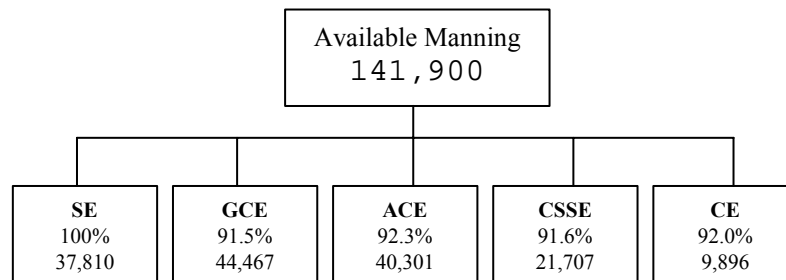 Available Manning
141,900
SE
100%
37,810
GCE
91.5%
44,467
ACE
92.3%
40,301
CSSE
91.6%
21,707
CE
92.0%
9,896